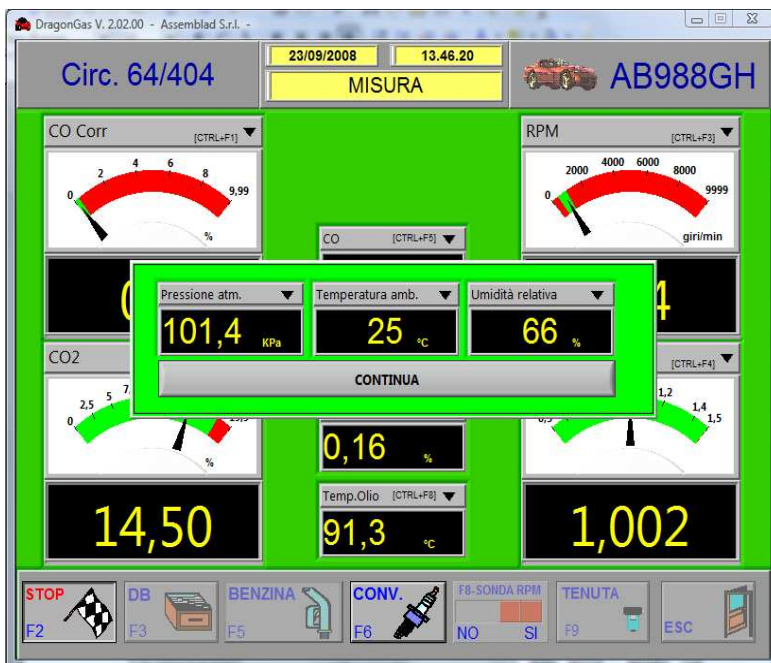 DragonGas V. 2.02.00 - Assemblad S.r.l. -
Circ. 64/404
23/09/2008
13.46.20
MISURA
AB988GH
CO Corr
[CTRL+F1]
0
2
4
6
8
9,99
%
RPM
[CTRL+F3]
0
2000
4000
6000
8000
9999
giri/min
CO
[CTRL+F5]
Pressione atm.
Temperatura amb.
Umidità relativa
101,4 KPa
25 °C
66 %
CONTINUA
CO2
[CTRL+F4]
0
2,5
5
%
1,2
1,4
1,5
0,16 %
Temp.Olio [CTRL+F8]
91,3 °C
14,50
1,002
STOP
F2
DB
F3
BENZINA
F5
CONV.
F6
F8-SONDA RPM
NO SI
TENUTA
F9
ESC